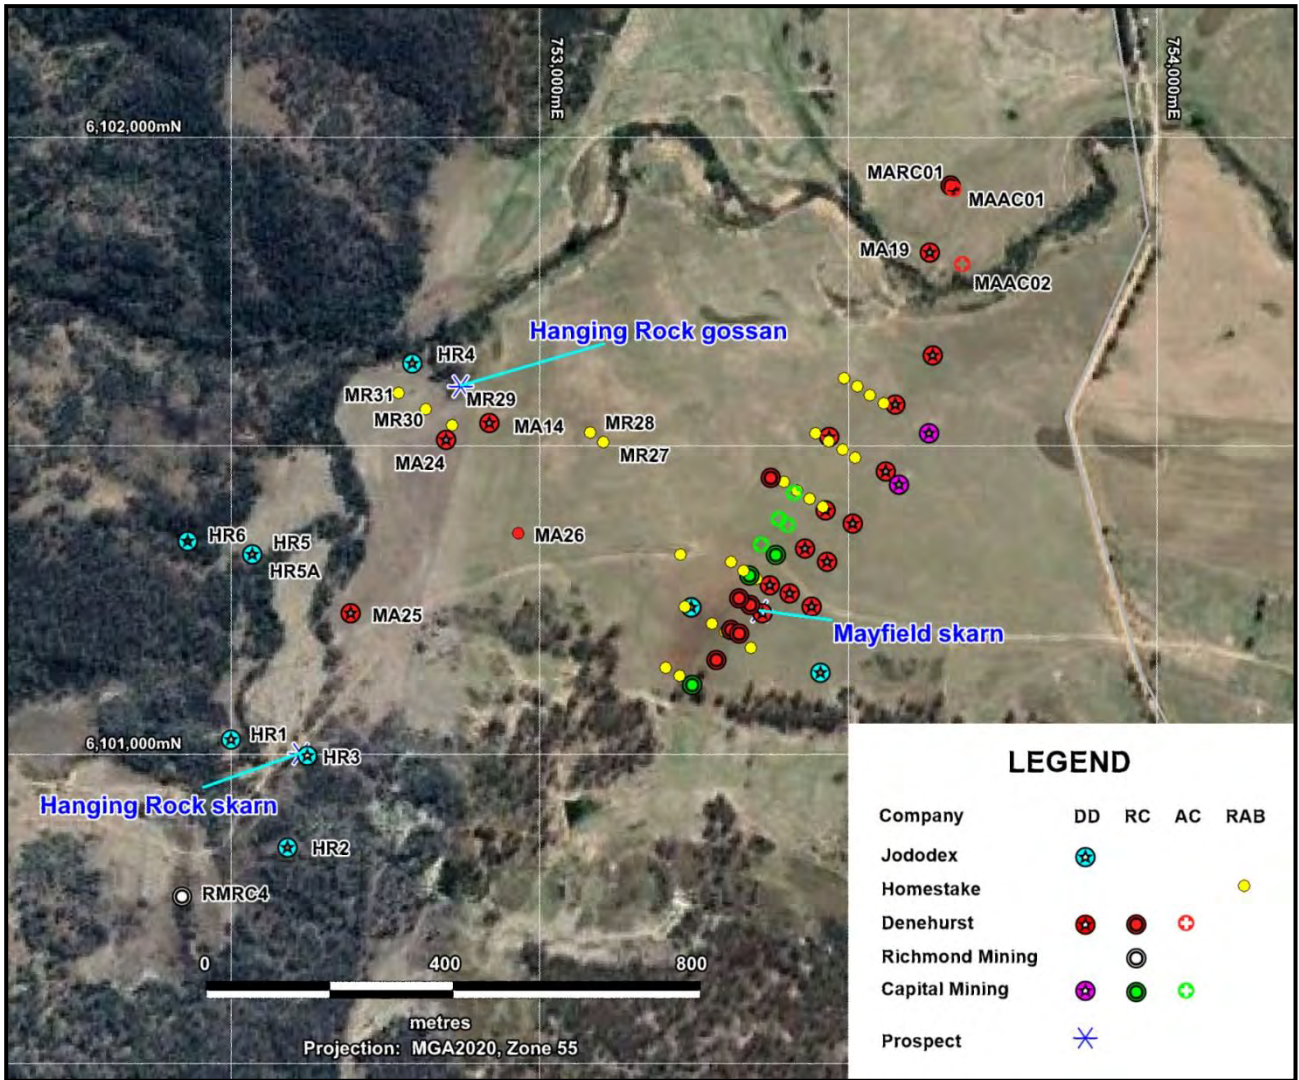 753,000mE
754,000mE
6,102,000mN
MARC01
MAAC01
MA19
MAAC02
Hanging Rock gossan
HR4
MR31
MR29
MR30
MA14
MR28
MA24
MR27
HR6
HR5
MA26
HR5A
MA25
Mayfield skarn
HR1
6,101,000mN
HR3
Hanging Rock skarn
HR2
RMRC4
0 400 800
metres
Projection: MGA2020, Zone 55
LEGEND
Company DD RC AC RAB
Jododex
Homestake
Denehurst
Richmond Mining
Capital Mining
Prospect